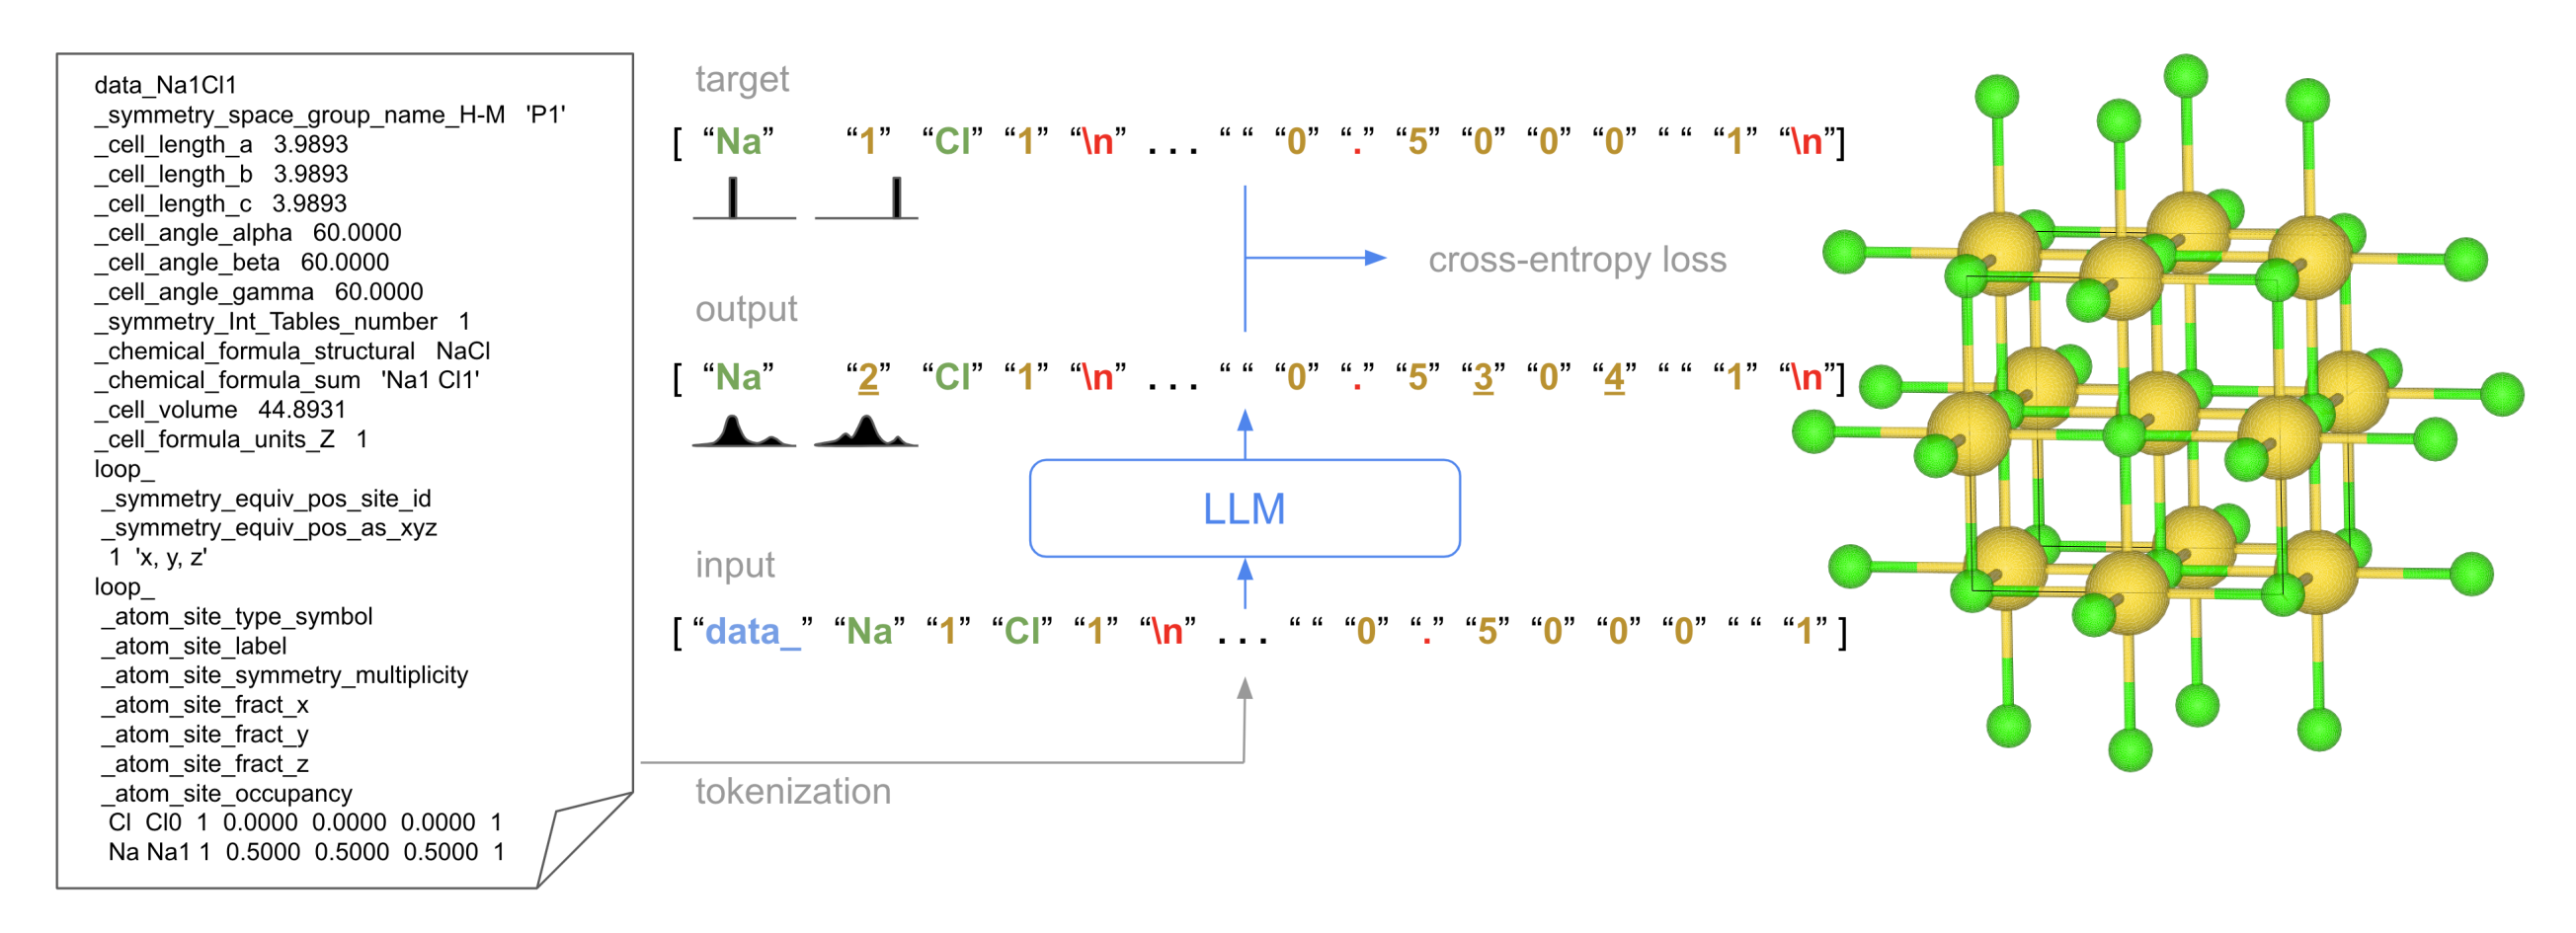 data_Na1Cl1
_symmetry_space_group_name_H-M 'P1'
_cell_length_a 3.9893
_cell_length_b 3.9893
_cell_length_c 3.9893
_cell_angle_alpha 60.0000
_cell_angle_beta 60.0000
_cell_angle_gamma 60.0000
_symmetry_Int_Tables_number 1
_chemical_formula_structural NaCl
_chemical_formula_sum 'Na1 Cl1'
_cell_volume 44.8931
_cell_formula_units_Z 1
loop_
_symmetry_equiv_pos_site_id
_symmetry_equiv_pos_as_xyz
1 'x, y, z'
loop_
_atom_site_type_symbol
_atom_site_label
_atom_site_symmetry_multiplicity
_atom_site_fract_x
_atom_site_fract_y
_atom_site_fract_z
_atom_site_occupancy
Cl Cl0 1 0.0000 0.0000 0.0000 1
Na Na1 1 0.5000 0.5000 0.5000 1
target
[ “Na” “1” “Cl” “1” “\n” . . . “ “ “0” “.” “5” “0” “0” “0” “ “ “1” “\n”]
cross-entropy loss
output
[ “Na” “2” “Cl” “1” “\n” . . . “ “ “0” “.” “5” “3” “0” “4” “ “ “1” “\n”]
LLM
input
[ “data_” “Na” “1” “Cl” “1” “\n” . . . “ “ “0” “.” “5” “0” “0” “0” “ “ “1” ]
tokenization